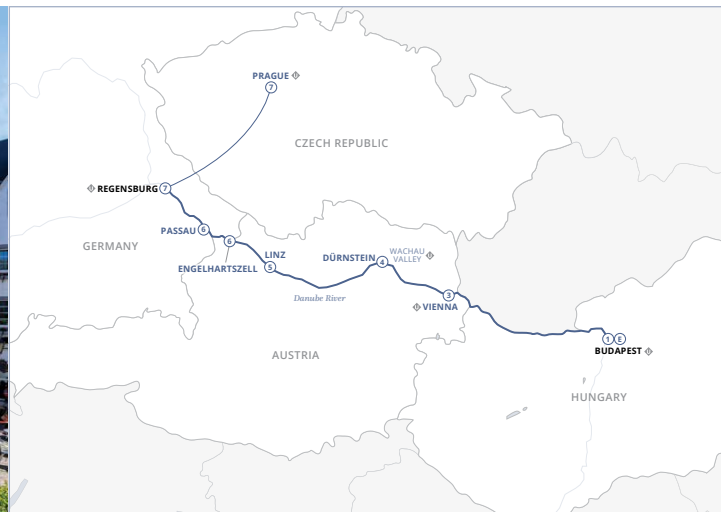 PRAGUE
7
CZECH REPUBLIC
REGENSBURG 7
PASSAU 6
6
GERMANY
ENGELHARTSZELL
LINZ
5
DÜRNSTEIN 4
WACHAU
VALLEY
Danube River
3
VIENNA
AUSTRIA
1 E
BUDAPEST
HUNGARY